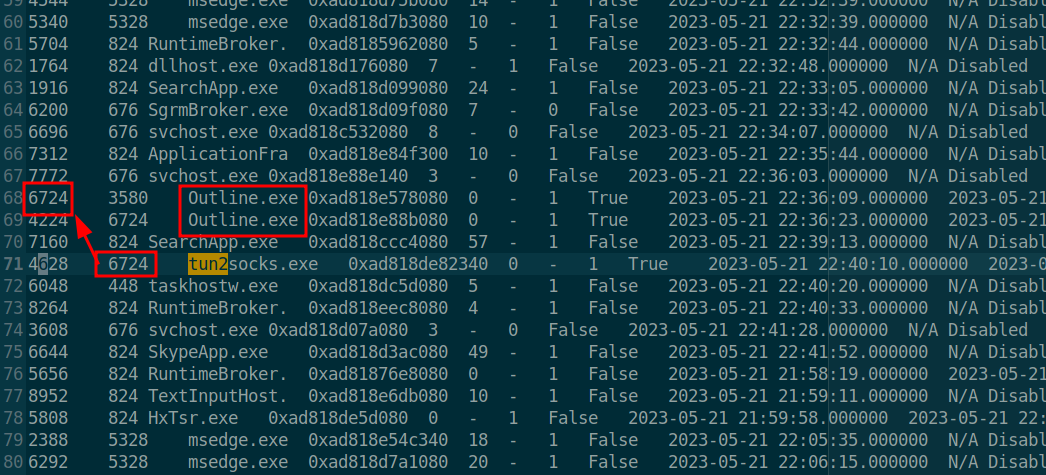 59 4544 5328 msedge.exe 0xad818d75b080 14 - 1 False 2023-05-21 22:32:39.000000 N/A Disabl
60 5340 5328 msedge.exe 0xad818d7b3080 10 - 1 False 2023-05-21 22:32:39.000000 N/A Disabl
61 5704 824 RuntimeBroker. 0xad8185962080 5 - 1 False 2023-05-21 22:32:44.000000 N/A Disab
62 1764 824 dllhost.exe 0xad818d176080 7 - 1 False 2023-05-21 22:32:48.000000 N/A Disabled
63 1916 824 SearchApp.exe 0xad818d099080 24 - 1 False 2023-05-21 22:33:05.000000 N/A Disabl
64 6200 676 SgrmBroker.exe 0xad818d09f080 7 - 0 False 2023-05-21 22:33:42.000000 N/A Disabl
65 6696 676 svchost.exe 0xad818c532080 8 - 0 False 2023-05-21 22:34:07.000000 N/A Disabled
66 7312 824 ApplicationFra 0xad818e84f300 10 - 1 False 2023-05-21 22:35:44.000000 N/A Disabl
67 7772 676 svchost.exe 0xad818e88e140 3 - 0 False 2023-05-21 22:36:03.000000 N/A Disabled
68 6724 3580 Outline.exe 0xad818e578080 0 - 1 True 2023-05-21 22:36:09.000000 2023-05-21
69 4224 6724 Outline.exe 0xad818e88b080 0 - 1 True 2023-05-21 22:36:23.000000 2023-05-21
70 7160 824 SearchApp.exe 0xad818ccc4080 57 - 1 False 2023-05-21 22:39:13.000000 N/A Disabl
71 4628 6724 tun2socks.exe 0xad818de82340 0 - 1 True 2023-05-21 22:40:10.000000 2023-0
72 6048 448 taskhostw.exe 0xad818dc5d080 5 - 1 False 2023-05-21 22:40:20.000000 N/A Disabl
73 8264 824 RuntimeBroker. 0xad818eec8080 4 - 1 False 2023-05-21 22:40:33.000000 N/A Disabl
74 3608 676 svchost.exe 0xad818d07a080 3 - 0 False 2023-05-21 22:41:28.000000 N/A Disabled
75 6644 824 SkypeApp.exe 0xad818d3ac080 49 - 1 False 2023-05-21 22:41:52.000000 N/A Disabl
76 5656 824 RuntimeBroker. 0xad81876e8080 0 - 1 False 2023-05-21 21:58:19.000000 2023-05-21
77 8952 824 TextInputHost. 0xad818e6db080 10 - 1 False 2023-05-21 21:59:11.000000 N/A Disabl
78 5808 824 HxTsr.exe 0xad818de5d080 0 - 1 False 2023-05-21 21:59:58.000000 2023-05-21 22:
79 2388 5328 msedge.exe 0xad818e54c340 18 - 1 False 2023-05-21 22:05:35.000000 N/A Disabl
80 6292 5328 msedge.exe 0xad818d7a1080 20 - 1 False 2023-05-21 22:06:15.000000 N/A Disabl